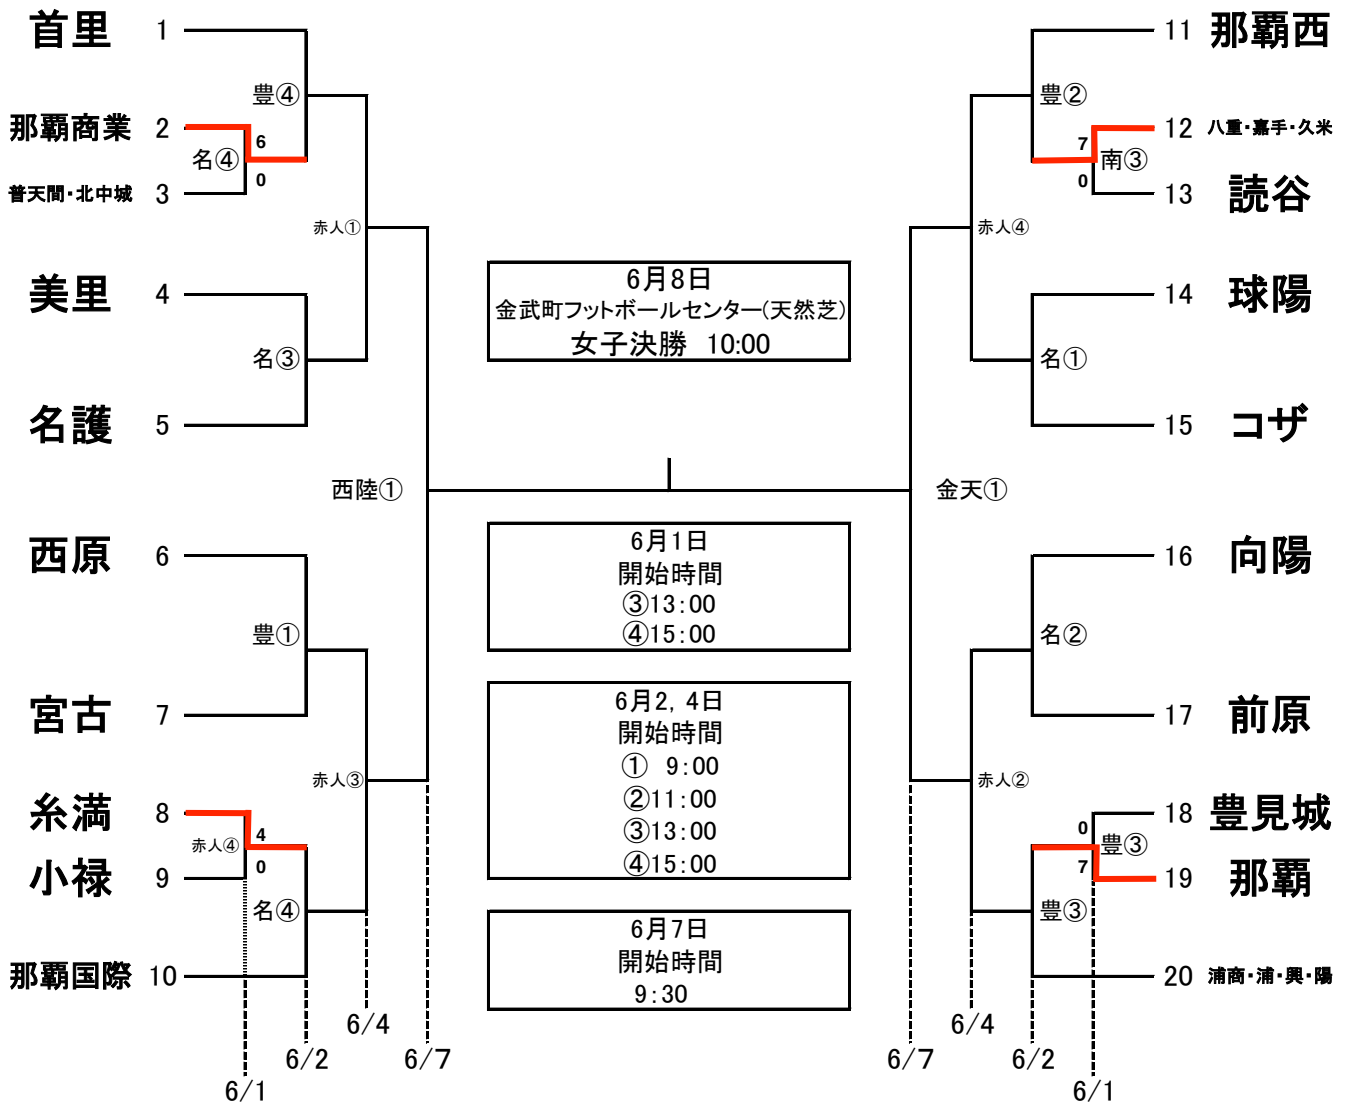 首里 1
豊④
那覇商業 2
6
名④
0
普天間・北中城 3
赤人①
美里 4
名③
名護 5
西陸①
西原 6
豊①
宮古 7
赤人③
糸満 8
4
赤人④
0
小禄 9
名④
那覇国際 10
6/4
6/2
6/7
6/1
6月8日
金武町フットボールセンター(天然芝)
女子決勝 10:00
6月1日
開始時間
③13:00
④15:00
6月2, 4日
開始時間
① 9:00
②11:00
③13:00
④15:00
6月7日
開始時間
9:30
11 那覇西
豊②
12 八重・嘉手・久米
7
南③
0
13 読谷
赤人④
14 球陽
名①
15 コザ
金天①
16 向陽
名②
17 前原
赤人②
18 豊見城
0
豊③
7
19 那覇
豊③
20 浦商・浦・興・陽
6/4
6/7
6/2
6/1